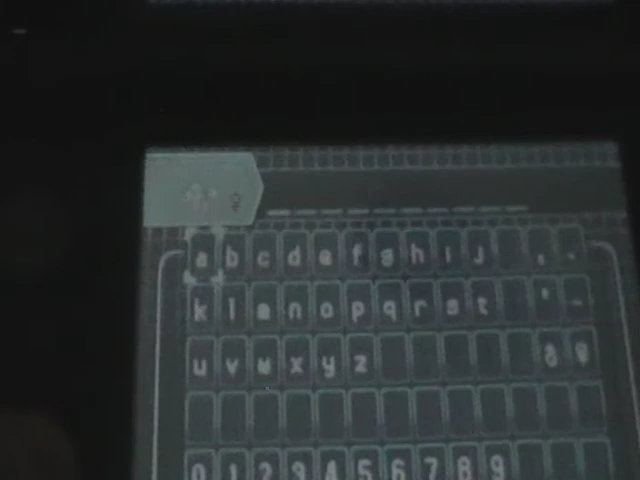 ♀
a b c d e f g h i j , .
k l m n o p q r s t ' -
u v w x y z ♂ ♀
0 1 2 3 4 5 6 7 8 9